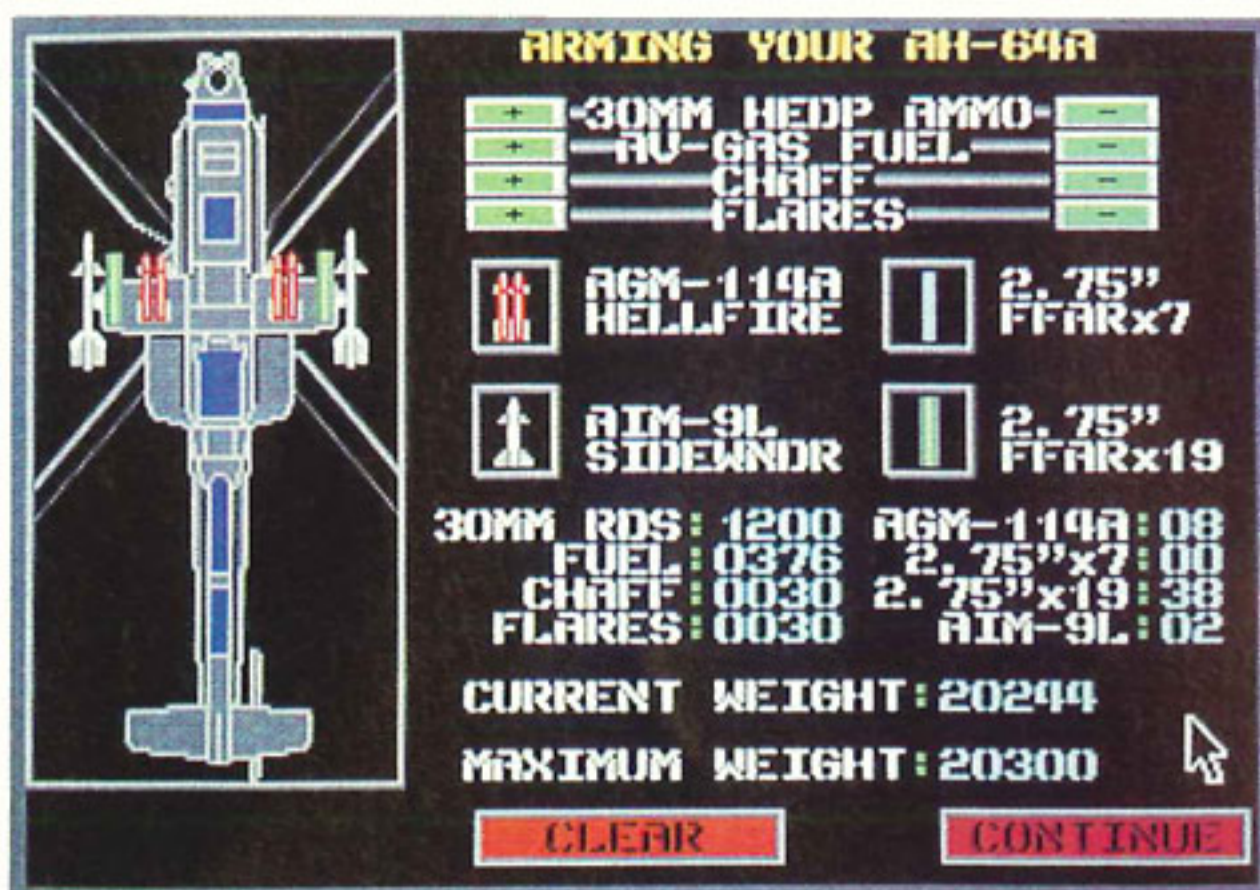 ARMING YOUR AH-64A
+ 30MM HEDP AMMO -
+ AV-GAS FUEL -
+ CHAFF -
+ FLARES -
AGM-114A
HELLFIRE
2.75"
FFARx7
AIM-9L
SIDEWNDR
2.75"
FFARx19
30MM RDS:1200 AGM-114A:08
FUEL:0376 2.75"x7:00
CHAFF:0030 2.75"x19:38
FLARES:0030 AIM-9L:02
CURRENT WEIGHT:20244
MAXIMUM WEIGHT:20300
CLEAR CONTINUE